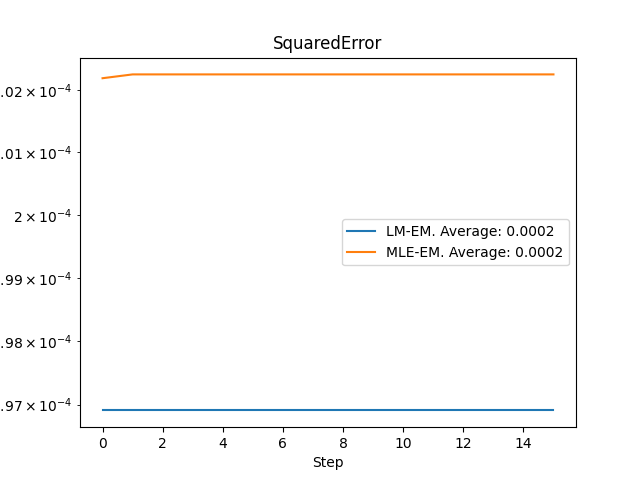 SquaredError
.02 × 10⁻⁴
.01 × 10⁻⁴
2 × 10⁻⁴
.99 × 10⁻⁴
.98 × 10⁻⁴
.97 × 10⁻⁴
LM-EM. Average: 0.0002
MLE-EM. Average: 0.0002
0 2 4 6 8 10 12 14
Step